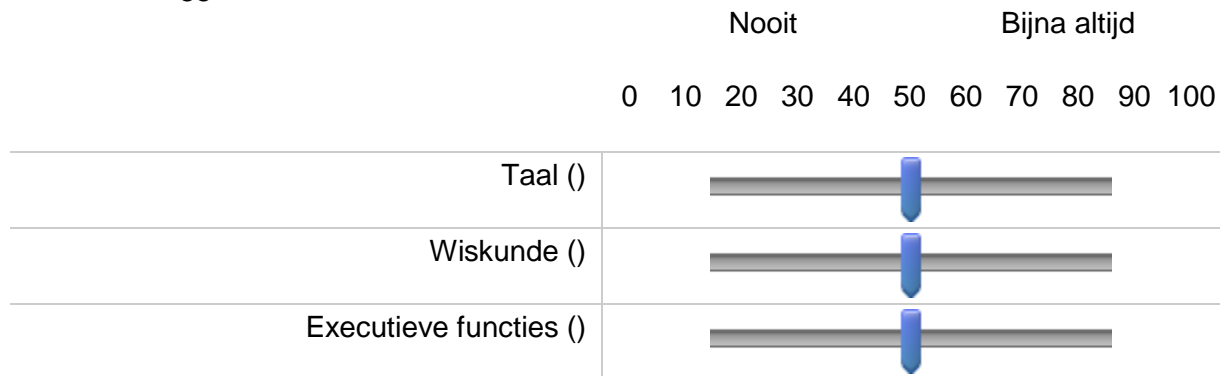 Nooit Bijna altijd
0 10 20 30 40 50 60 70 80 90 100
Taal ()
Wiskunde ()
Executieve functies ()